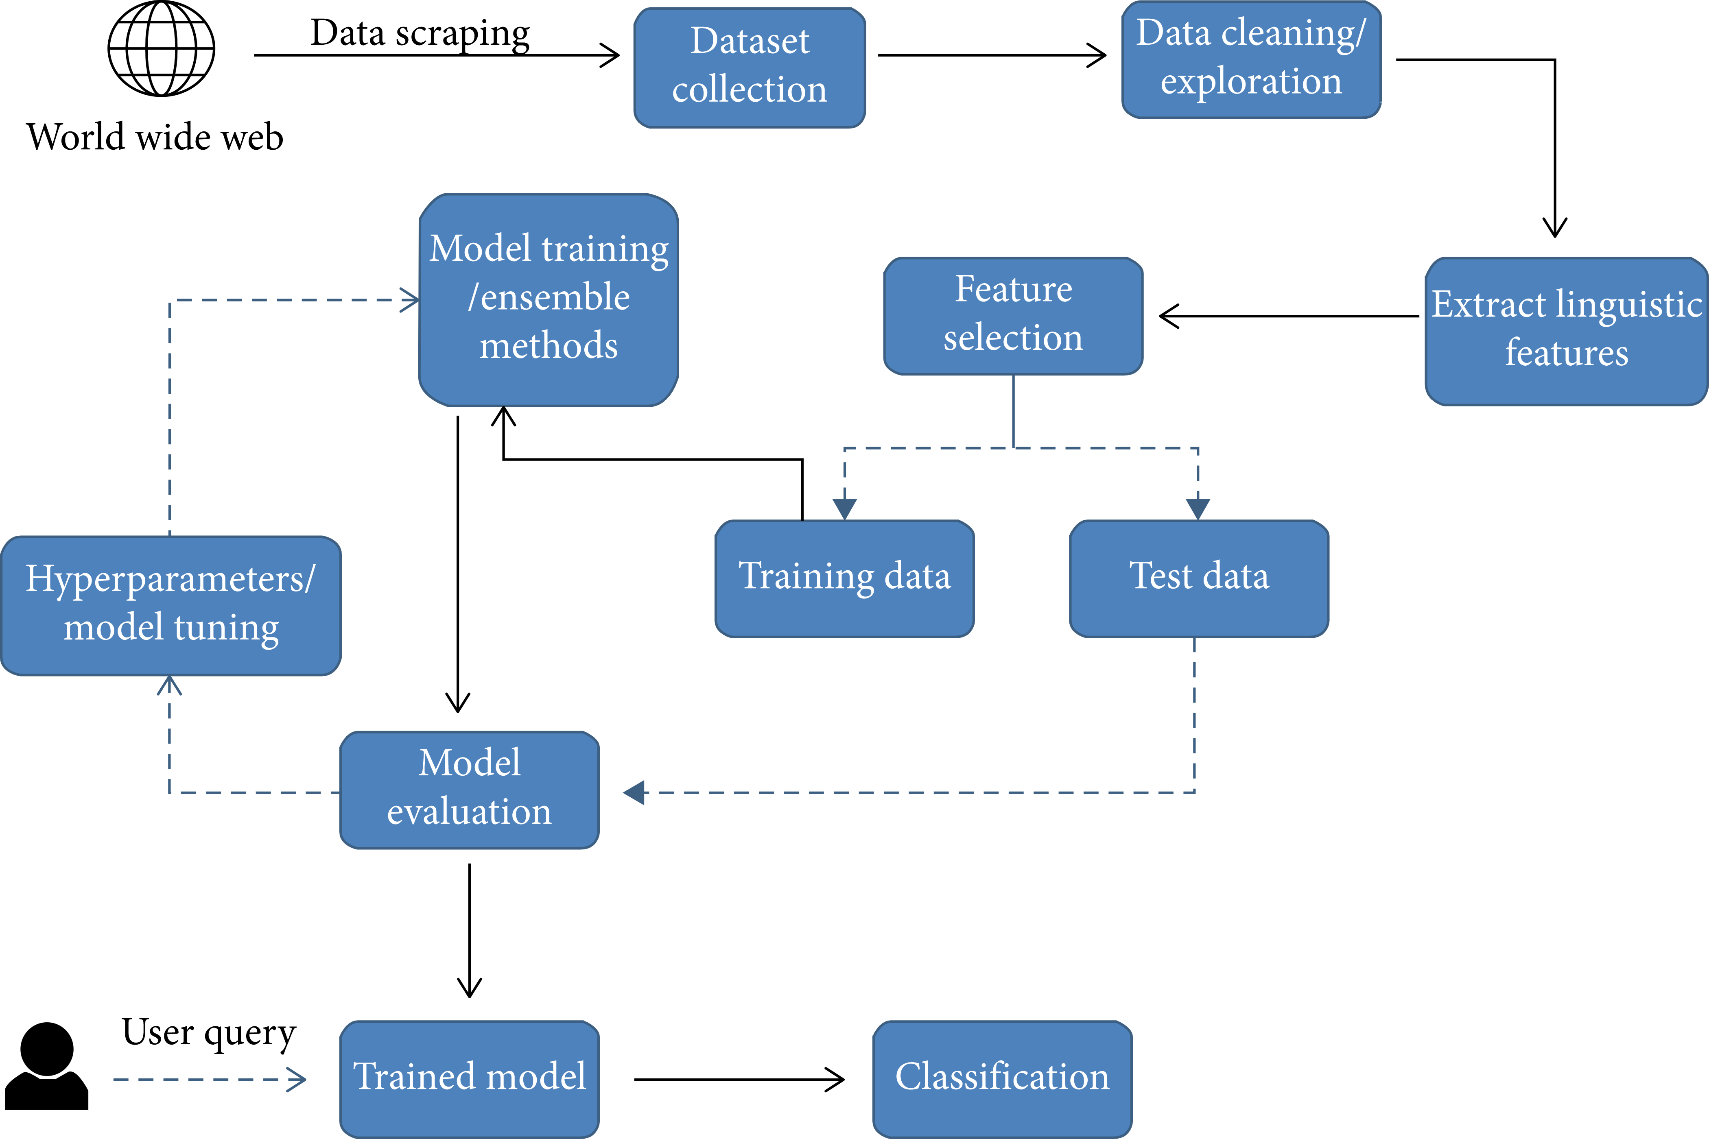 Data scraping
World wide web
Dataset
collection
Data cleaning/
exploration
Model training
/ensemble
methods
Feature
selection
Extract linguistic
features
Hyperparameters/
model tuning
Training data
Test data
Model
evaluation
User query
Trained model
Classification